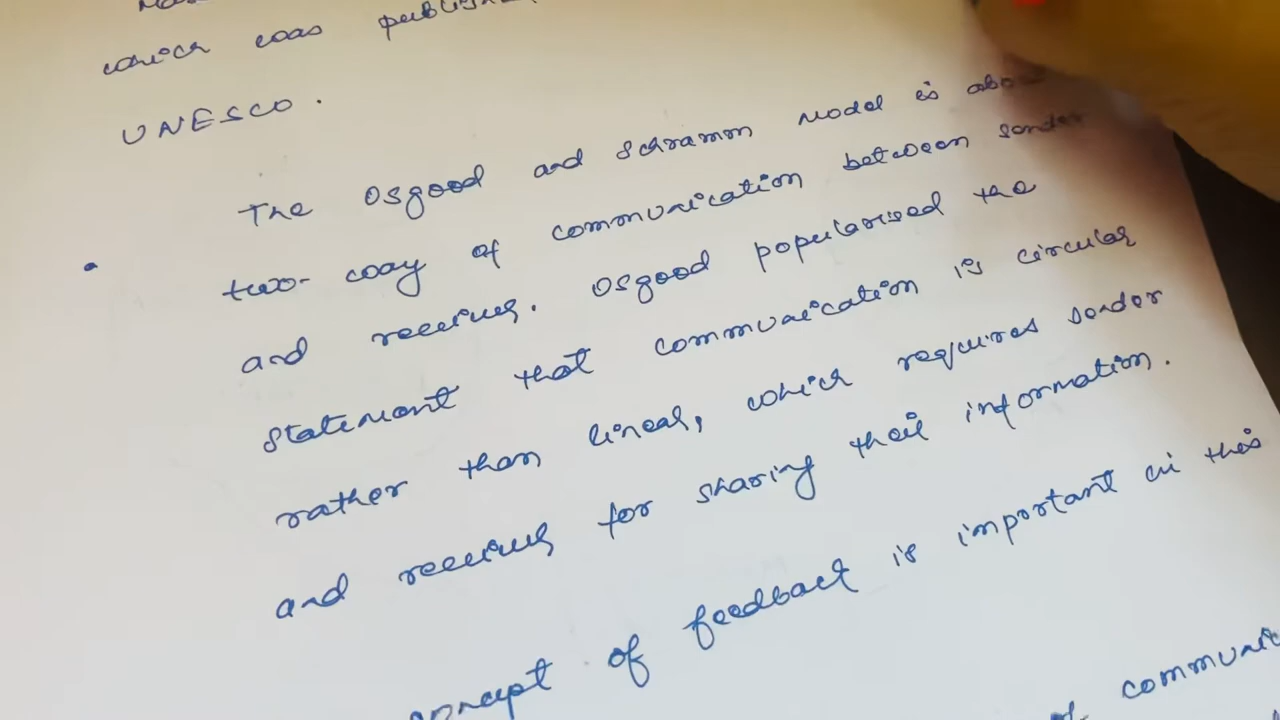 which was
UNESCO.
The Osgood and Schramm Model is
two-way of communication between sender
and receiver. Osgood popularised the
statement that communication is circular
rather than linear, which requires sender
and receiver for sharing their information.
concept of feedback is important in this
of